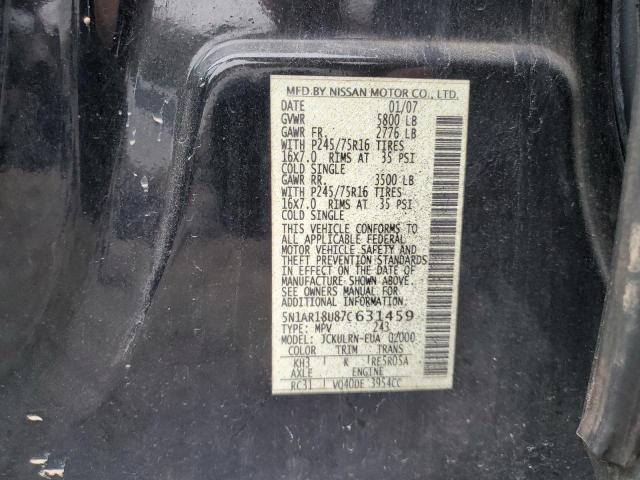 MFD.BY NISSAN MOTOR CO., LTD.
DATE 01/07
GVWR 5800 LB
GAWR FR. 2776 LB
WITH P245/75R16 TIRES
16X7.0 RIMS AT 35 PSI
COLD SINGLE
GAWR RR. 3500 LB
WITH P245/75R16 TIRES
16X7.0 RIMS AT 35 PSI
COLD SINGLE
THIS VEHICLE CONFORMS TO
ALL APPLICABLE FEDERAL
MOTOR VEHICLE SAFETY AND
THEFT PREVENTION STANDARDS
IN EFFECT ON THE DATE OF
MANUFACTURE SHOWN ABOVE.
SEE OWNERS MANUAL FOR
ADDITIONAL INFORMATION.
5N1AR18U87C631459
TYPE: MPV 243
MODEL: JCKULRN-EUA 02000
COLOR TRIM TRANS
KH3 K RE5R05A
AXLE ENGINE
RC31 VQ40DE 3954CC